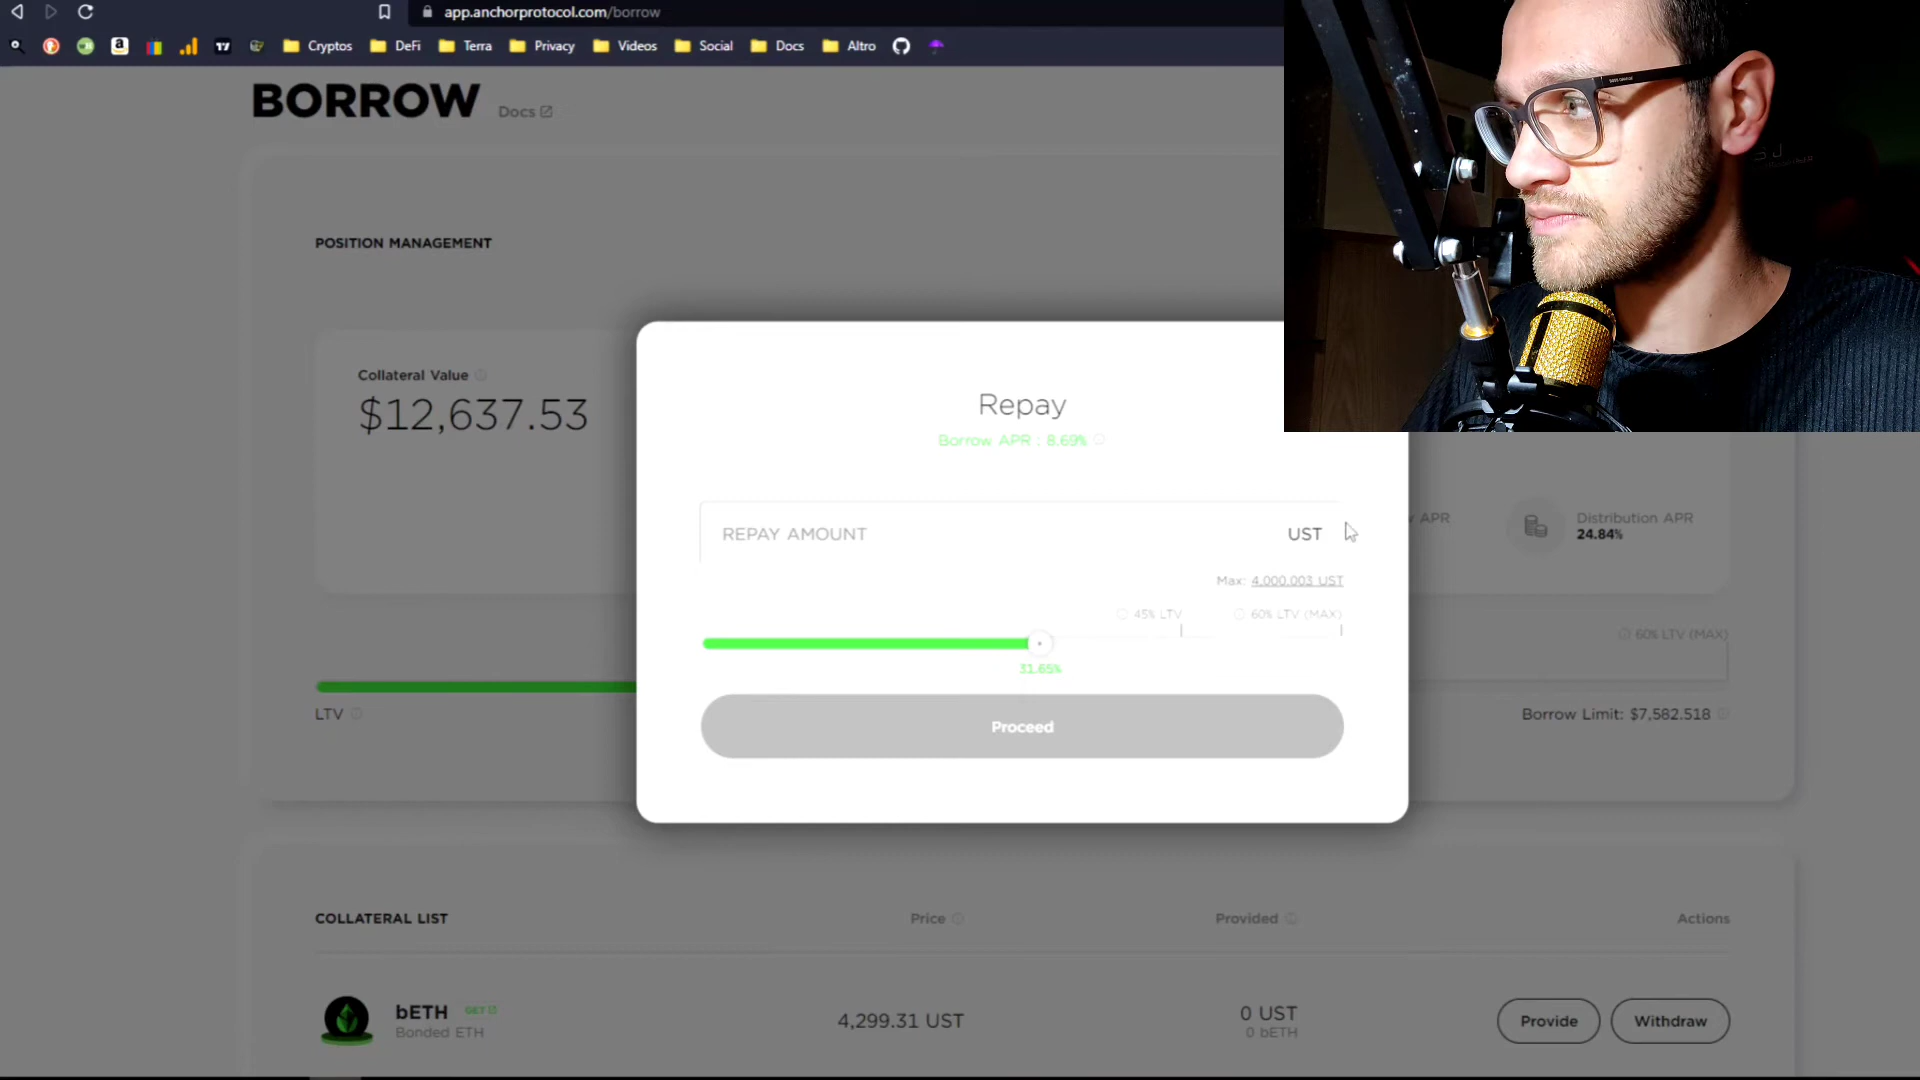 app.anchorprotocol.com/borrow
Cryptos DeFi Terra Privacy Videos Social Docs Altro
BORROW Docs
POSITION MANAGEMENT
Collateral Value
$12,637.53
Repay
Borrow APR : 8.69%
REPAY AMOUNT UST
APR
Distribution APR
24.84%
Max: 4,000.003 UST
45% LTV 60% LTV (MAX)
60% LTV (MAX)
31.65%
LTV
Borrow Limit: $7,582.518
Proceed
COLLATERAL LIST Price Provided Actions
bETH GET
Bonded ETH
4,299.31 UST
0 UST
0 bETH
Provide Withdraw